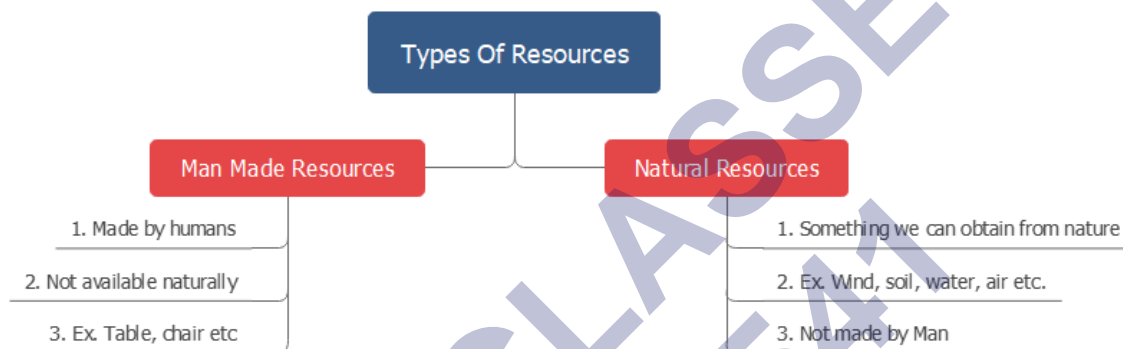 Types Of Resources
Man Made Resources
1. Made by humans
2. Not available naturally
3. Ex. Table, chair etc
Natural Resources
1. Something we can obtain from nature
2. Ex. Wind, soil, water, air etc.
3. Not made by Man
CLASSE
41